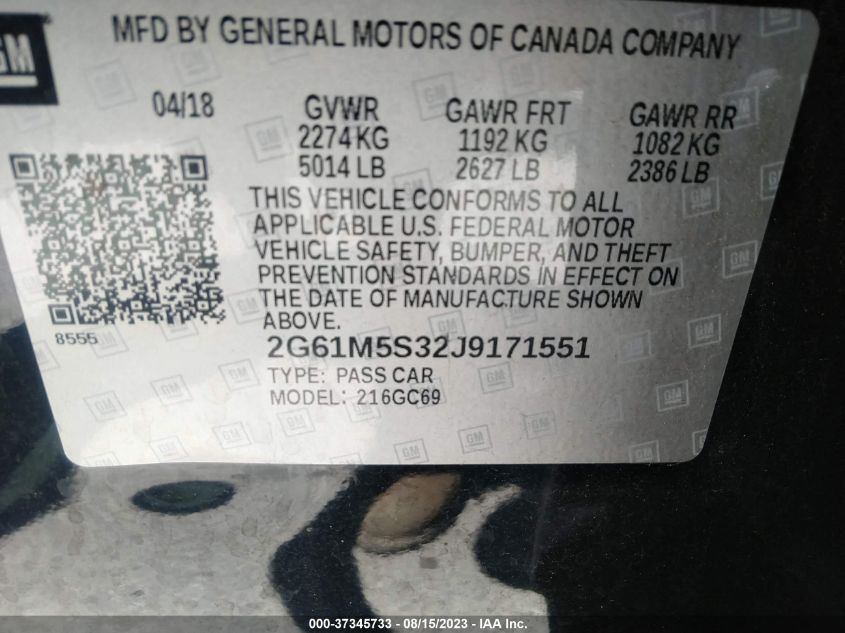 GM
MFD BY GENERAL MOTORS OF CANADA COMPANY
04/18 GVWR GAWR FRT GAWR RR
2274 KG 1192 KG 1082 KG
5014 LB 2627 LB 2386 LB
THIS VEHICLE CONFORMS TO ALL
APPLICABLE U.S. FEDERAL MOTOR
VEHICLE SAFETY, BUMPER, AND THEFT
PREVENTION STANDARDS IN EFFECT ON
THE DATE OF MANUFACTURE SHOWN
ABOVE.
8555
2G61M5S32J9171551
TYPE: PASS CAR
MODEL: 216GC69
000-37345733 - 08/15/2023 - IAA Inc.